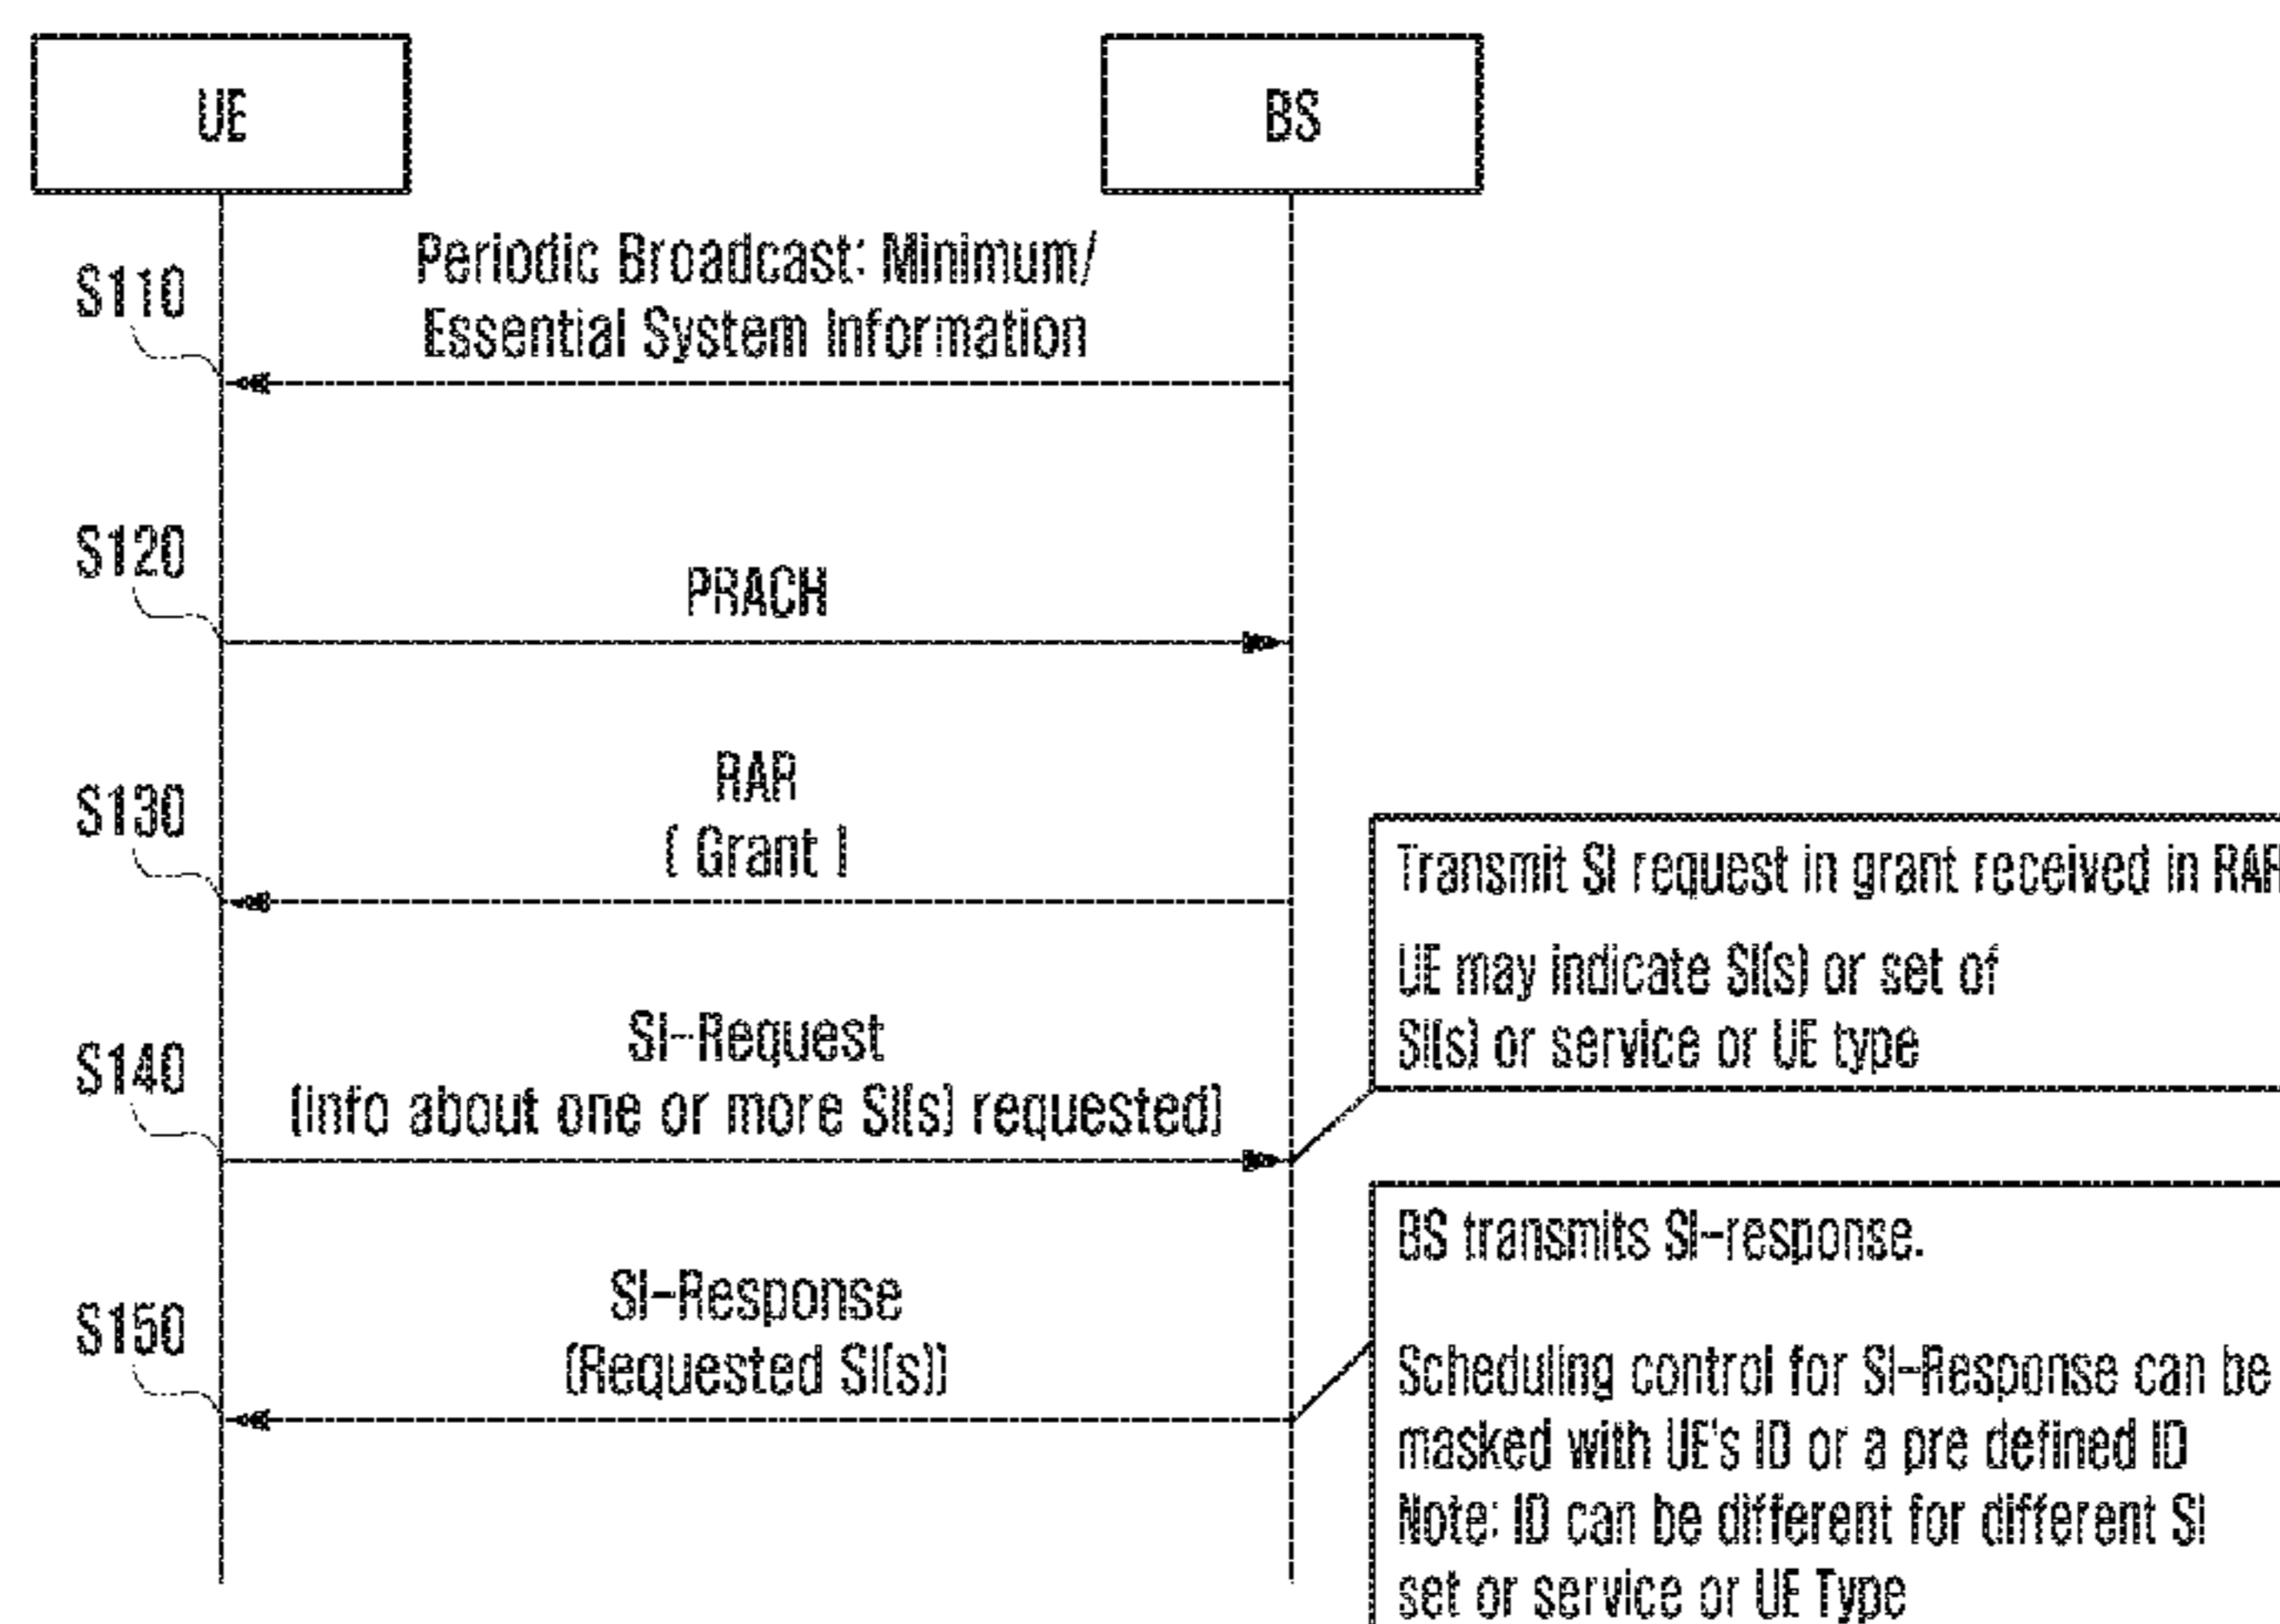 UE
BS
S110
Periodic Broadcast: Minimum/
Essential System Information
S120
PRACH
S130
RAR
( Grant )
Transmit SI request in grant received in RAR
UE may indicate SI(s) or set of
SI(s) or service or UE type
S140
SI-Request
(info about one or more SI(s) requested)
BS transmits SI-response.
S150
SI-Response
(Requested SI(s))
Scheduling control for SI-Response can be
masked with UE's ID or a pre defined ID
Note: ID can be different for different SI
set or service or UE Type